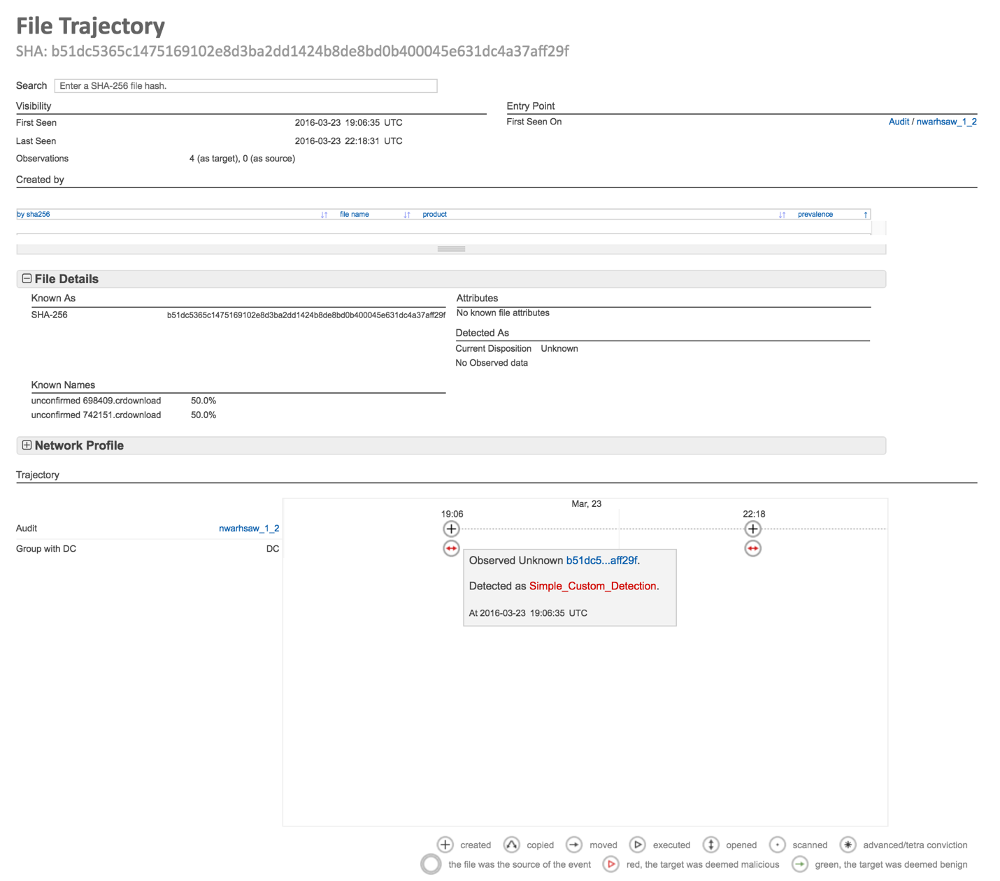 File Trajectory
SHA: b51dc5365c1475169102e8d3ba2dd1424b8de8bd0b400045e631dc4a37aff29f
Search Enter a SHA-256 file hash.
Visibility
First Seen 2016-03-23 19:06:35 UTC
Last Seen 2016-03-23 22:18:31 UTC
Observations 4 (as target), 0 (as source)
Entry Point
First Seen On Audit / nwarhsaw_1_2
Created by
by sha256 file name product prevalence
File Details
Known As
SHA-256 b51dc5365c1475169102e8d3ba2dd1424b8de8bd0b400045e631dc4a37aff29f
Attributes
No known file attributes
Detected As
Current Disposition Unknown
No Observed data
Known Names
unconfirmed 698409.crdownload 50.0%
unconfirmed 742151.crdownload 50.0%
Network Profile
Trajectory
Mar, 23
19:06 22:18
Audit nwarhsaw_1_2
Group with DC DC
Observed Unknown b51dc5...aff29f.
Detected as Simple_Custom_Detection.
At 2016-03-23 19:06:35 UTC
created copied moved executed opened scanned advanced/tetra conviction
the file was the source of the event red, the target was deemed malicious green, the target was deemed benign